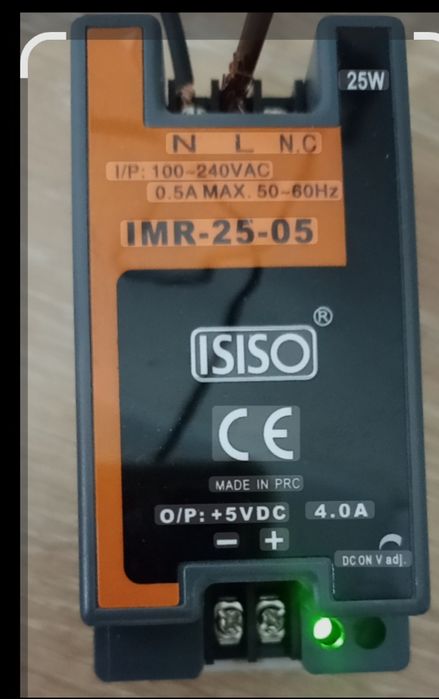 25W
N L N.C
I/P: 100~240VAC
0.5A MAX. 50~60Hz
IMR-25-05
ISISO ®
CE
MADE IN PRC
O/P: +5VDC 4.0A
− +
DC ON V adj.